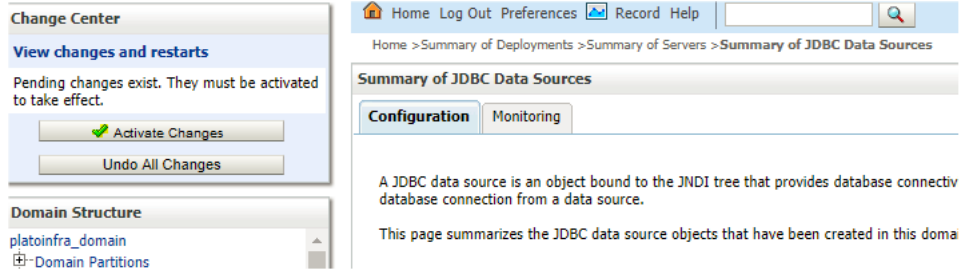 Change Center
View changes and restarts
Pending changes exist. They must be activated
to take effect.
Activate Changes
Undo All Changes
Domain Structure
platoinfra_domain
Domain Partitions
Home Log Out Preferences Record Help
Home >Summary of Deployments >Summary of Servers >Summary of JDBC Data Sources
Summary of JDBC Data Sources
Configuration Monitoring
A JDBC data source is an object bound to the JNDI tree that provides database connectiv
database connection from a data source.
This page summarizes the JDBC data source objects that have been created in this domai